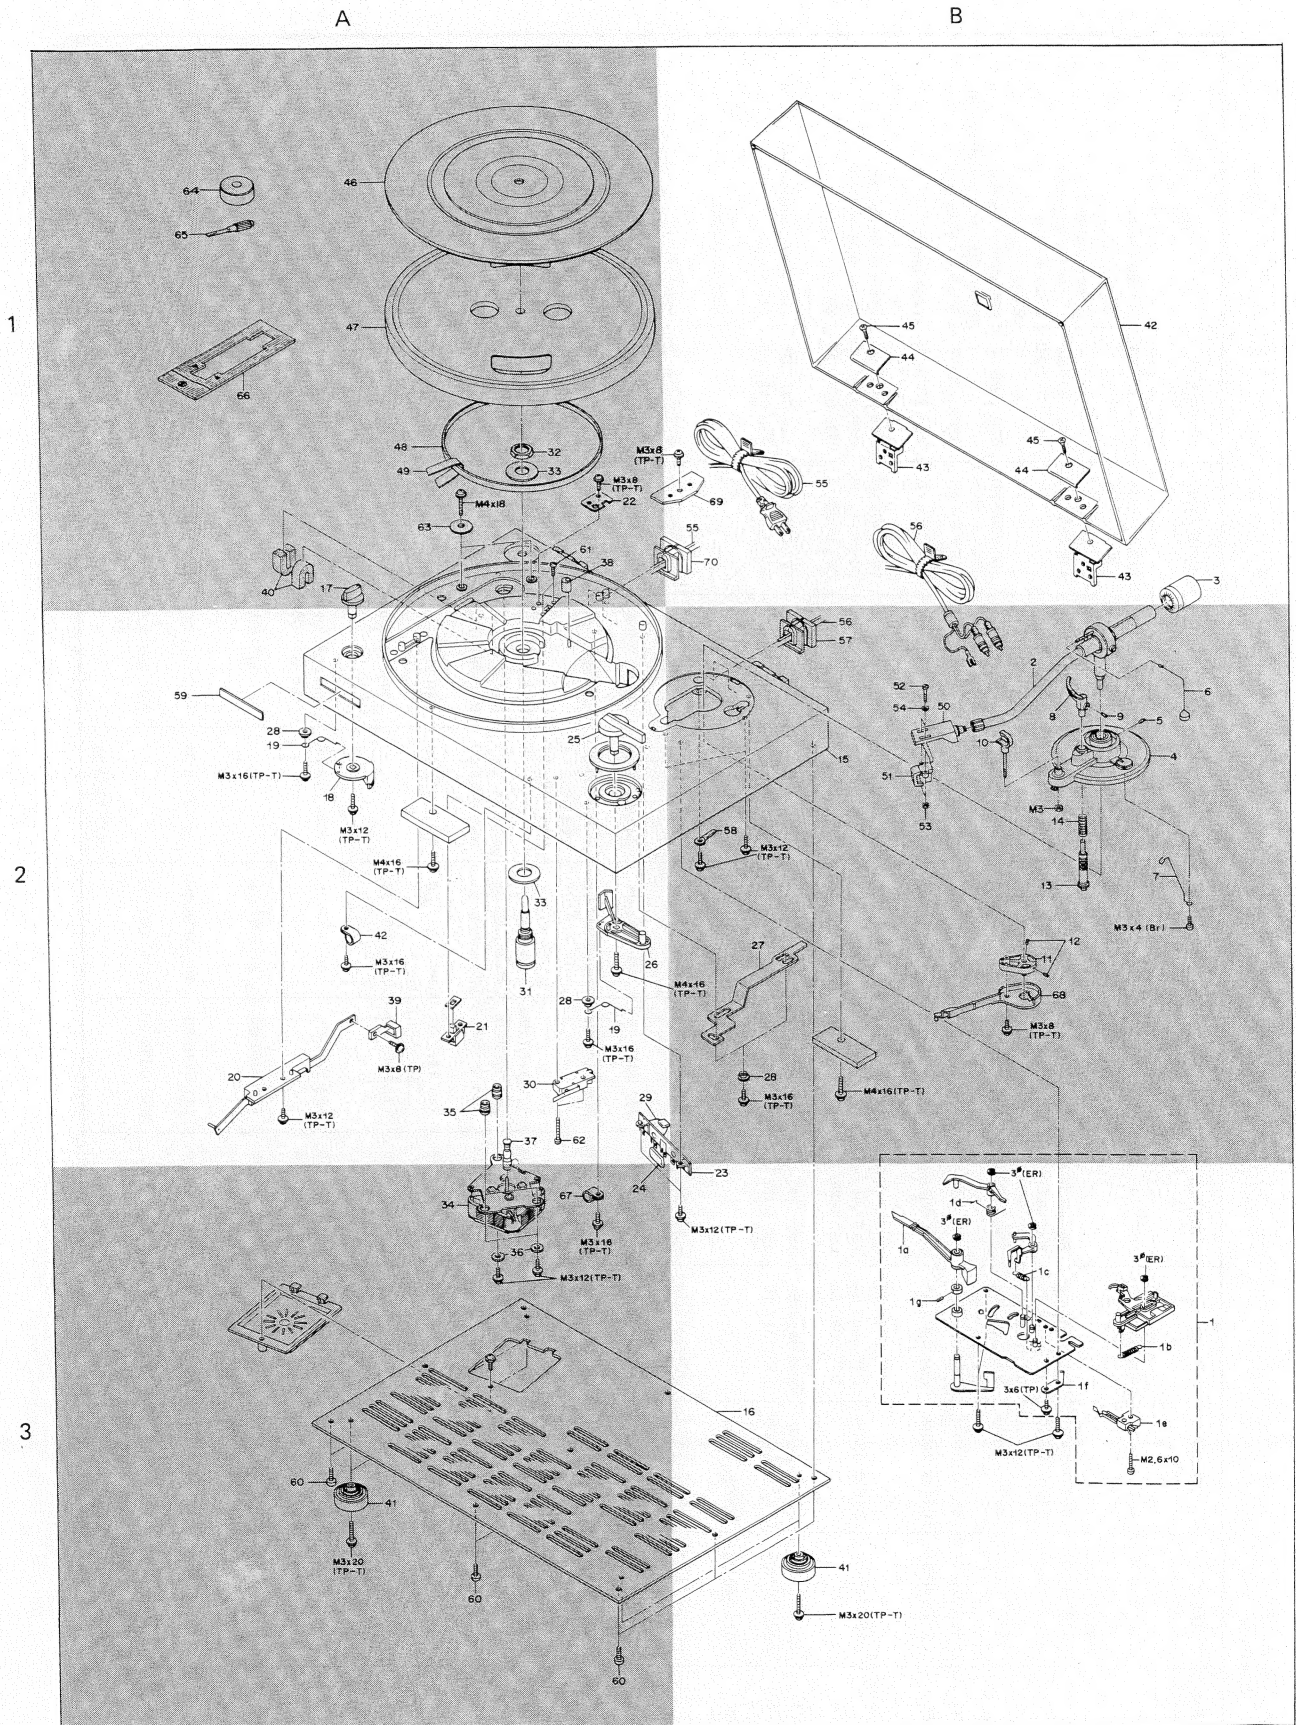 A
B
1
2
3
64
65
66
46
47
48
49
32
33
M4x18
63
M3x8
(TP-T)
22
M3x8
(TP-T)
69
55
55
70
61
38
40
17
45
44
43
45
44
43
42
56
3
56
57
2
6
52
54
50
8
9
5
10
4
51
53
M3
14
13
7
M3x4 (Br)
59
28
19
M3x16(TP-T)
18
M3x12
(TP-T)
25
15
58
M3x12
(TP-T)
M4x16
(TP-T)
33
31
42
M3x16
(TP-T)
26
M4x16
(TP-T)
27
12
11
68
M3x8
(TP-T)
39
M3x8(TP)
21
28
19
M3x16
(TP-T)
20
M3x12
(TP-T)
30
35
62
28
M3x16
(TP-T)
M4x16(TP-T)
29
24
23
M3x12(TP-T)
37
34
67
M3x16
(TP-T)
36
M3x12(TP-T)
3ø(ER)
1d
3ø(ER)
1a
1c
3ø(ER)
1g
1
1b
3x6(TP)
1f
1e
M3x12(TP-T)
M2,6x10
16
60
41
M3x20
(TP-T)
60
41
M3x20(TP-T)
60